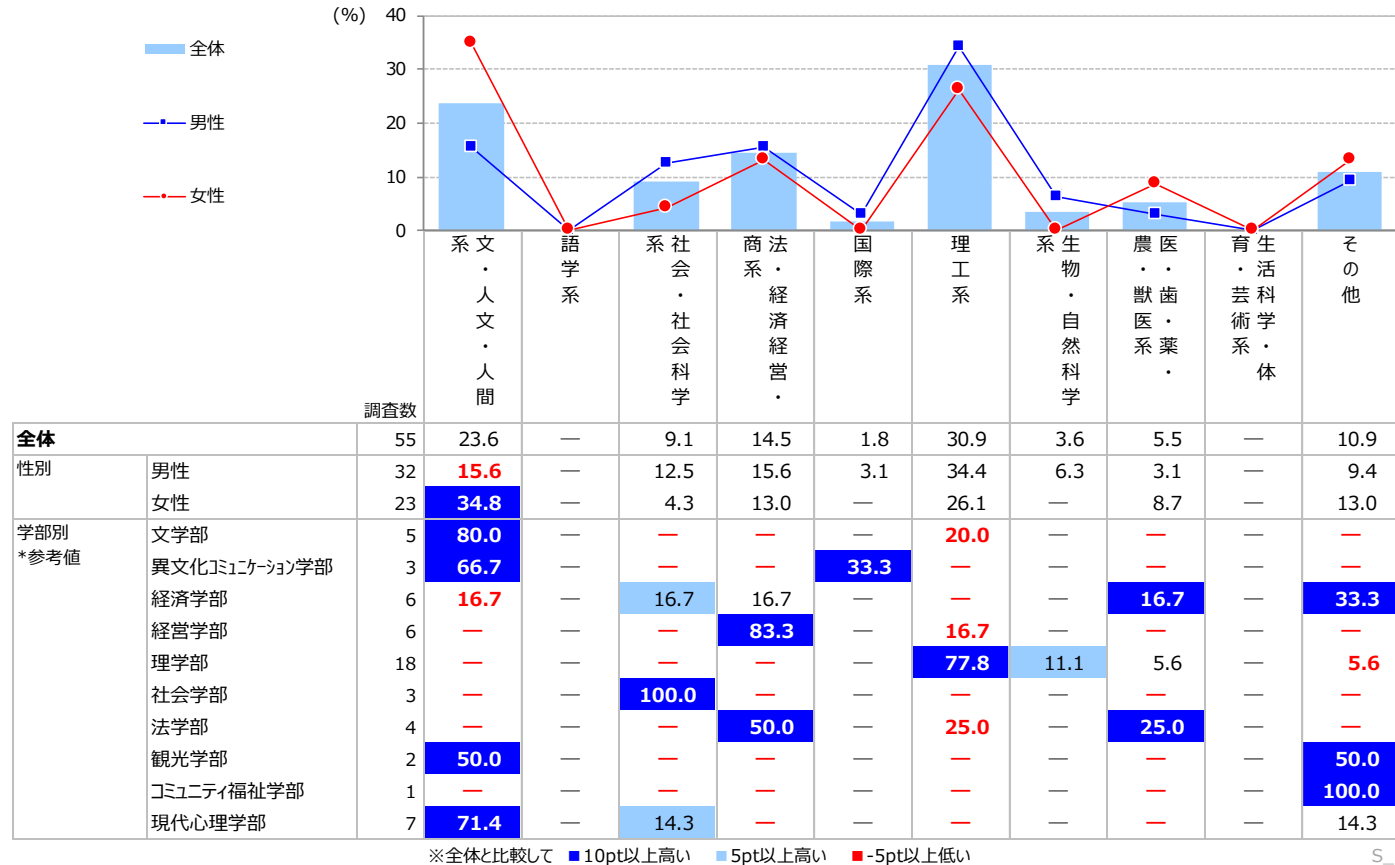 (%)
40
30
20
10
0
全体
男性
女性
文・人文・人間系
語学系
社会・社会科学系
法・経済経営・商系
国際系
理工系
生物・自然科学系
医・歯・薬・農・獣医系
生活科学・体育・芸術系
その他
調査数
全体 55 23.6 — 9.1 14.5 1.8 30.9 3.6 5.5 — 10.9
性別 男性 32 15.6 — 12.5 15.6 3.1 34.4 6.3 3.1 — 9.4
女性 23 34.8 — 4.3 13.0 — 26.1 — 8.7 — 13.0
学部別 文学部 5 80.0 — — — — 20.0 — — — —
*参考値 異文化コミュニケーション学部 3 66.7 — — — 33.3 — — — — —
経済学部 6 16.7 — 16.7 16.7 — — — 16.7 — 33.3
経営学部 6 — — — 83.3 — 16.7 — — — —
理学部 18 — — — — — 77.8 11.1 5.6 — 5.6
社会学部 3 — — 100.0 — — — — — — —
法学部 4 — — — 50.0 — 25.0 — 25.0 — —
観光学部 2 50.0 — — — — — — — — 50.0
コミュニティ福祉学部 1 — — — — — — — — — 100.0
現代心理学部 7 71.4 — 14.3 — — — — — — 14.3
※全体と比較して ■10pt以上高い ■5pt以上高い ■-5pt以上低い
S_